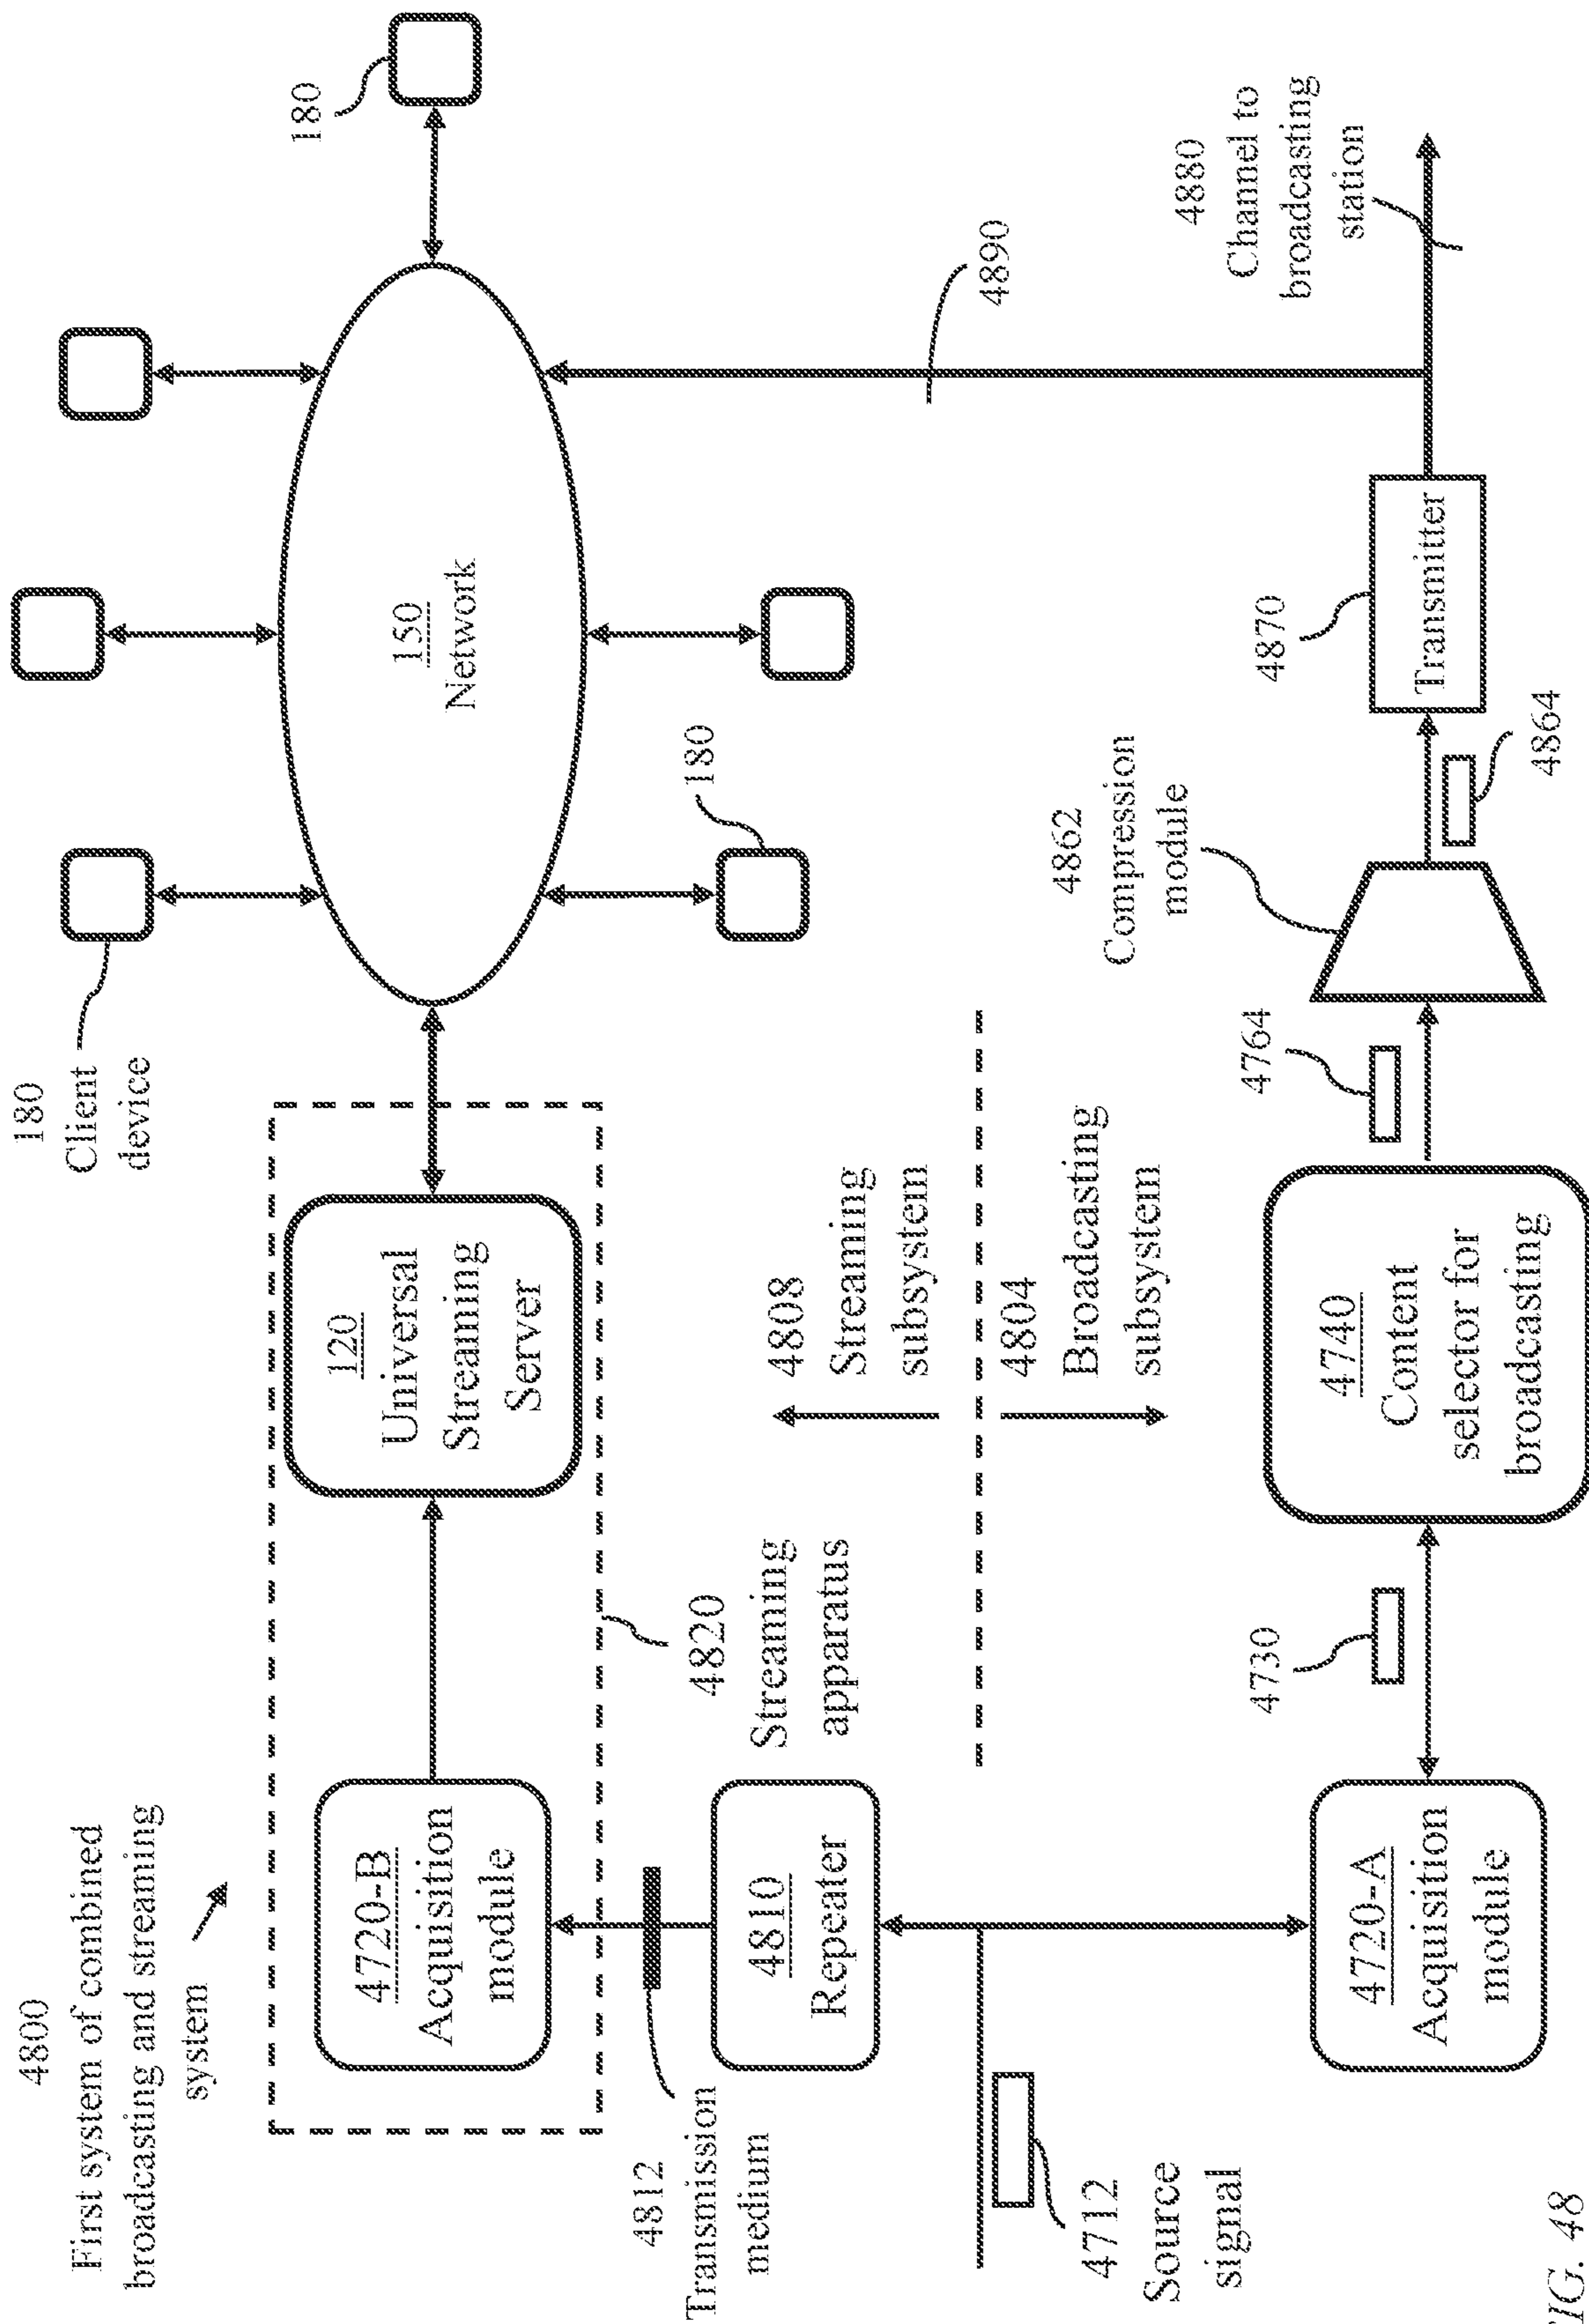 4800
First system of combined
broadcasting and streaming
system
180
Client
device
180
4720-B
Acquisition
module
120
Universal
Streaming
Server
150
Network
180
4812
Transmission
medium
4810
Repeater
4820
Streaming
apparatus
4808
Streaming
subsystem
4804
Broadcasting
subsystem
4890
4712
Source
signal
4720-A
Acquisition
module
4730
4740
Content
selector for
broadcasting
4764
4862
Compression
module
4864
4870
Transmitter
4880
Channel to
broadcasting
station
FIG. 48